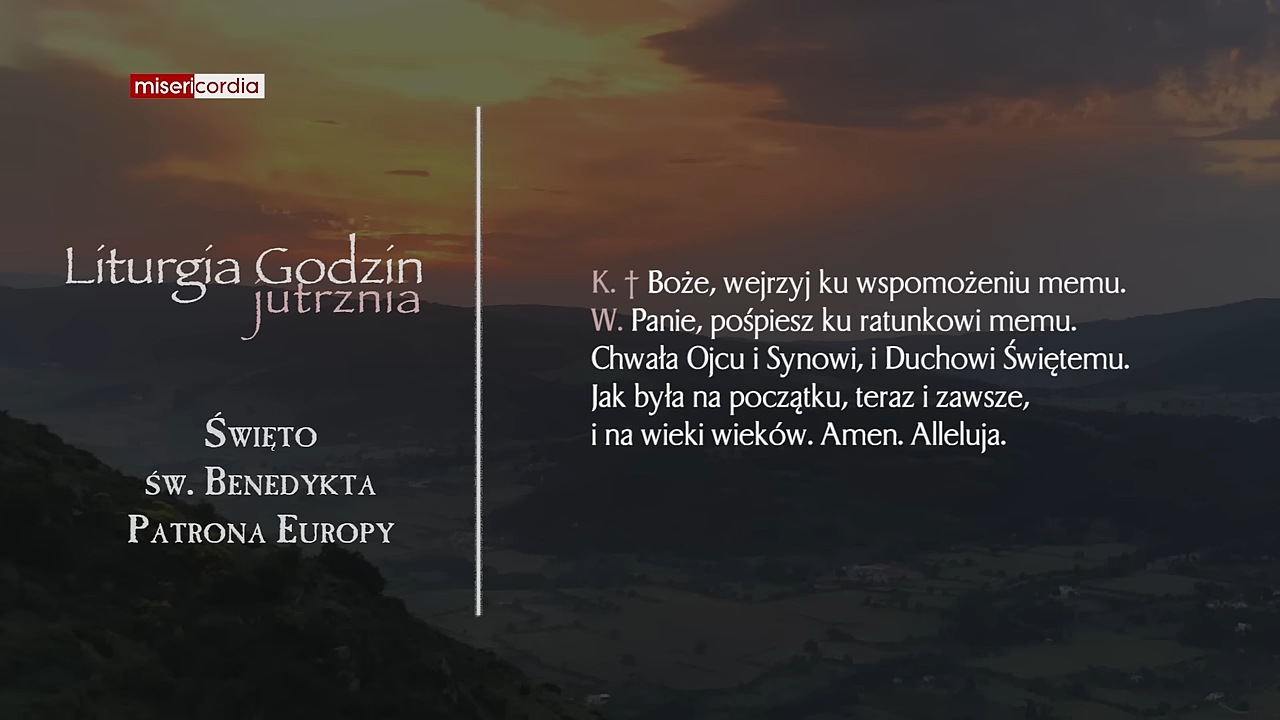 misericordia
Liturgia Godzin
jutrznia
Święto
św. Benedykta
Patrona Europy
K. † Boże, wejrzyj ku wspomożeniu memu.
W. Panie, pośpiesz ku ratunkowi memu.
Chwała Ojcu i Synowi, i Duchowi Świętemu.
Jak była na początku, teraz i zawsze,
i na wieki wieków. Amen. Alleluja.